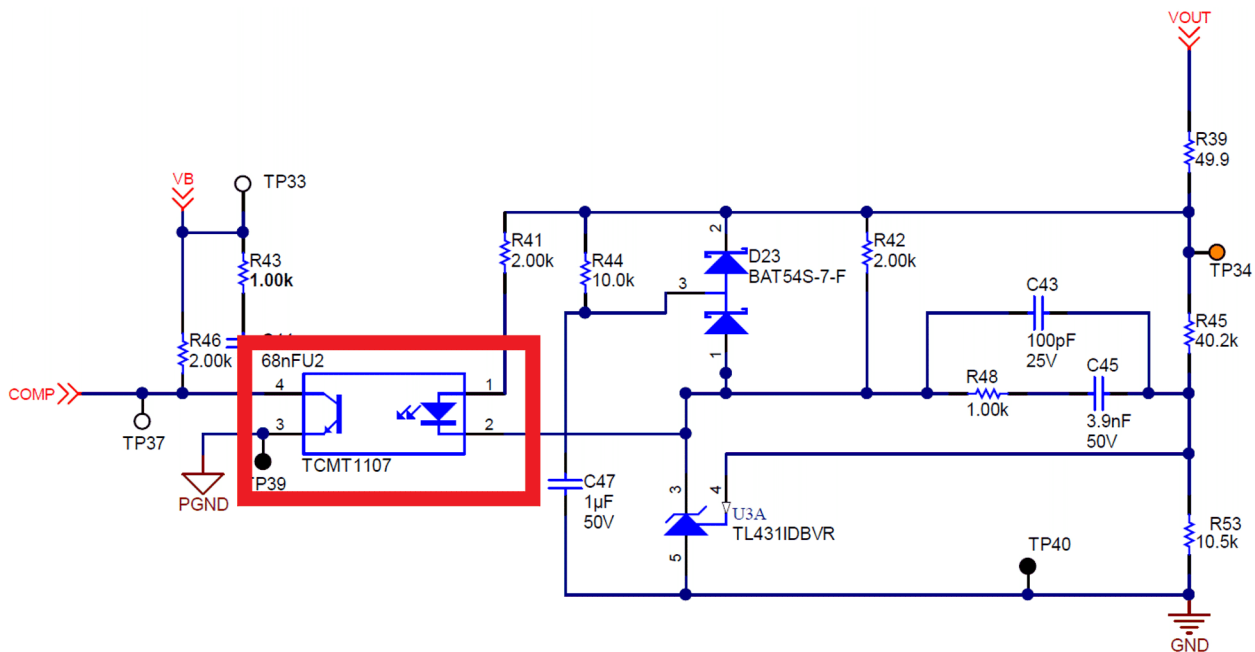 VOUT
R39
49.9
VB
TP33
R43
1.00k
R41
2.00k
R44
10.0k
2
D23
BAT54S-7-F
3
1
R42
2.00k
TP34
C43
100pF
25V
R45
40.2k
R46
2.00k
68nFU2
COMP
4
1
3
2
TP37
TCMT1107
PGND
TP39
R48
1.00k
C45
3.9nF
50V
C47
1µF
50V
3
4
U3A
TL431IDBVR
5
R53
10.5k
TP40
GND